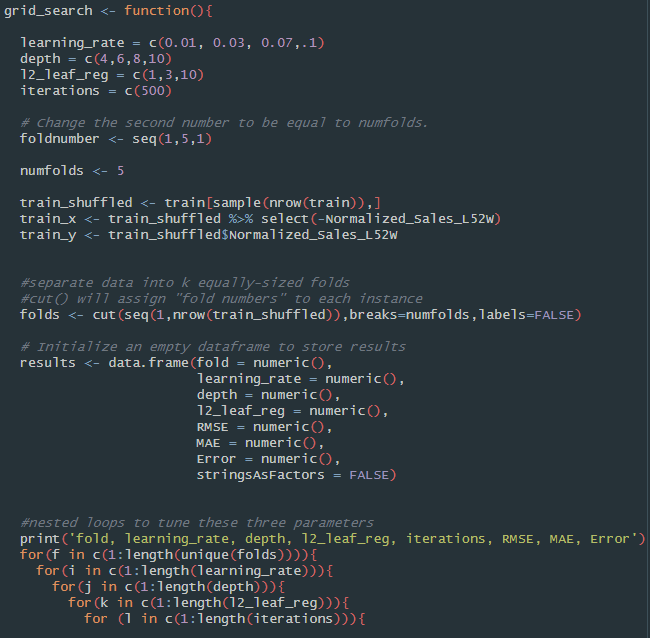 grid_search <- function(){
learning_rate = c(0.01, 0.03, 0.07,.1)
depth = c(4,6,8,10)
l2_leaf_reg = c(1,3,10)
iterations = c(500)
# Change the second number to be equal to numfolds.
foldnumber <- seq(1,5,1)
numfolds <- 5
train_shuffled <- train[sample(nrow(train)),]
train_x <- train_shuffled %>% select(-Normalized_Sales_L52W)
train_y <- train_shuffled$Normalized_Sales_L52W
#separate data into k equally-sized folds
#cut() will assign "fold numbers" to each instance
folds <- cut(seq(1,nrow(train_shuffled)),breaks=numfolds,labels=FALSE)
# Initialize an empty dataframe to store results
results <- data.frame(fold = numeric(),
learning_rate = numeric(),
depth = numeric(),
l2_leaf_reg = numeric(),
RMSE = numeric(),
MAE = numeric(),
Error = numeric(),
stringsAsFactors = FALSE)
#nested loops to tune these three parameters
print('fold, learning_rate, depth, l2_leaf_reg, iterations, RMSE, MAE, Error')
for(f in c(1:length(unique(folds)))){
for(i in c(1:length(learning_rate))){
for(j in c(1:length(depth))){
for(k in c(1:length(l2_leaf_reg))){
for (l in c(1:length(iterations))){